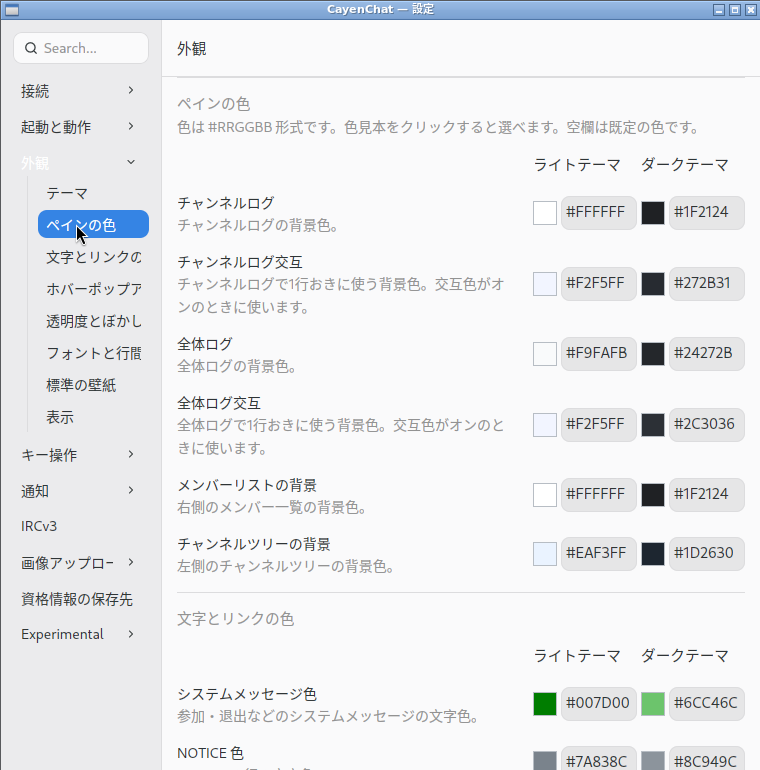 CayenChat — 設定
Search...
接続
起動と動作
外観
テーマ
ペインの色
文字とリンクの
ホバーポップア
透明度とぼかし
フォントと行間
標準の壁紙
表示
キー操作
通知
IRCv3
画像アップロー
資格情報の保存先
Experimental
外観
ペインの色
色は #RRGGBB 形式です。色見本をクリックすると選べます。空欄は既定の色です。
ライトテーマ ダークテーマ
チャンネルログ
チャンネルログの背景色。
#FFFFFF #1F2124
チャンネルログ交互
チャンネルログで1行おきに使う背景色。交互色がオ
ンのときに使います。
#F2F5FF #272B31
全体ログ
全体ログの背景色。
#F9FAFB #24272B
全体ログ交互
全体ログで1行おきに使う背景色。交互色がオンのと
きに使います。
#F2F5FF #2C3036
メンバーリストの背景
右側のメンバー一覧の背景色。
#FFFFFF #1F2124
チャンネルツリーの背景
左側のチャンネルツリーの背景色。
#EAF3FF #1D2630
文字とリンクの色
ライトテーマ ダークテーマ
システムメッセージ色
参加・退出などのシステムメッセージの文字色。
#007D00 #6CC46C
NOTICE 色
#7A838C #8C949C